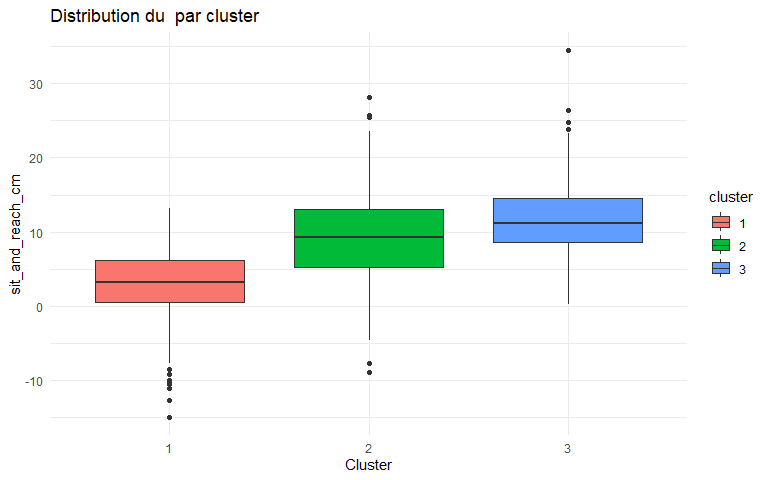 Distribution du  par cluster
sit_and_reach_cm
30
20
10
0
-10
1
2
3
Cluster
cluster
1
2
3